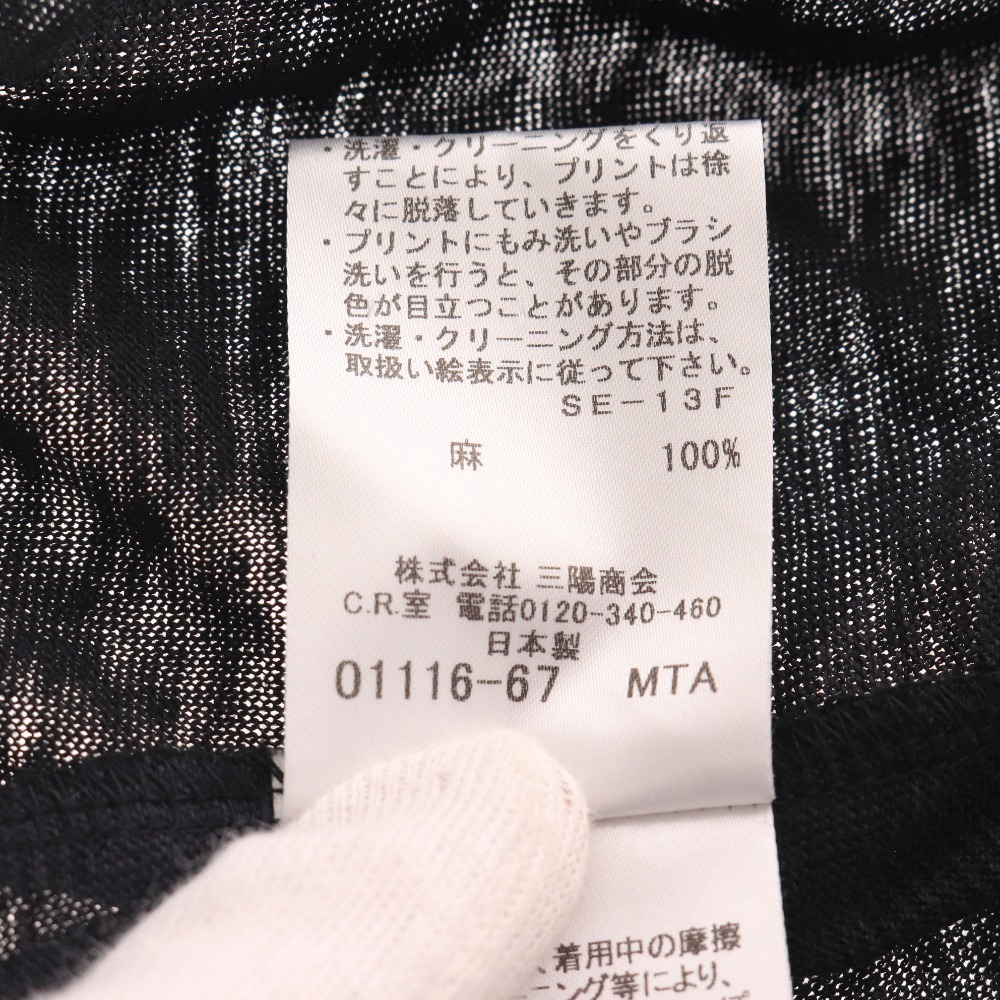 ・洗濯・クリーニングをくり返
すことにより、プリントは徐
々に脱落していきます。
・プリントにもみ洗いやブラシ
洗いを行うと、その部分の脱
色が目立つことがあります。
・洗濯・クリーニング方法は、
取扱い絵表示に従って下さい。
SE-13F
麻 100%
株式会社 三陽商会
C.R.室 電話0120-340-460
日本製
01116-67 MTA
、着用中の摩擦
ニング等により、